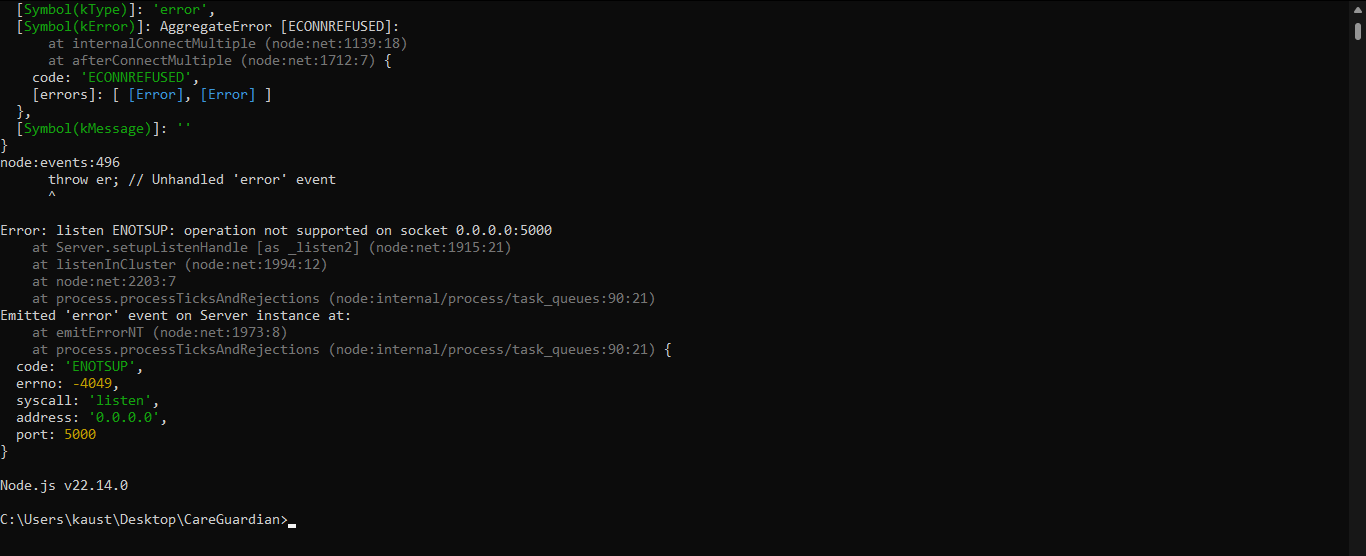 [Symbol(kType)]: 'error',
[Symbol(kError)]: AggregateError [ECONNREFUSED]:
at internalConnectMultiple (node:net:1139:18)
at afterConnectMultiple (node:net:1712:7) {
code: 'ECONNREFUSED',
[errors]: [ [Error], [Error] ]
},
[Symbol(kMessage)]: ''
}
node:events:496
throw er; // Unhandled 'error' event
^
Error: listen ENOTSUP: operation not supported on socket 0.0.0.0:5000
at Server.setupListenHandle [as _listen2] (node:net:1915:21)
at listenInCluster (node:net:1994:12)
at node:net:2203:7
at process.processTicksAndRejections (node:internal/process/task_queues:90:21)
Emitted 'error' event on Server instance at:
at emitErrorNT (node:net:1973:8)
at process.processTicksAndRejections (node:internal/process/task_queues:90:21) {
code: 'ENOTSUP',
errno: -4049,
syscall: 'listen',
address: '0.0.0.0',
port: 5000
}
Node.js v22.14.0
C:\Users\kaust\Desktop\CareGuardian>